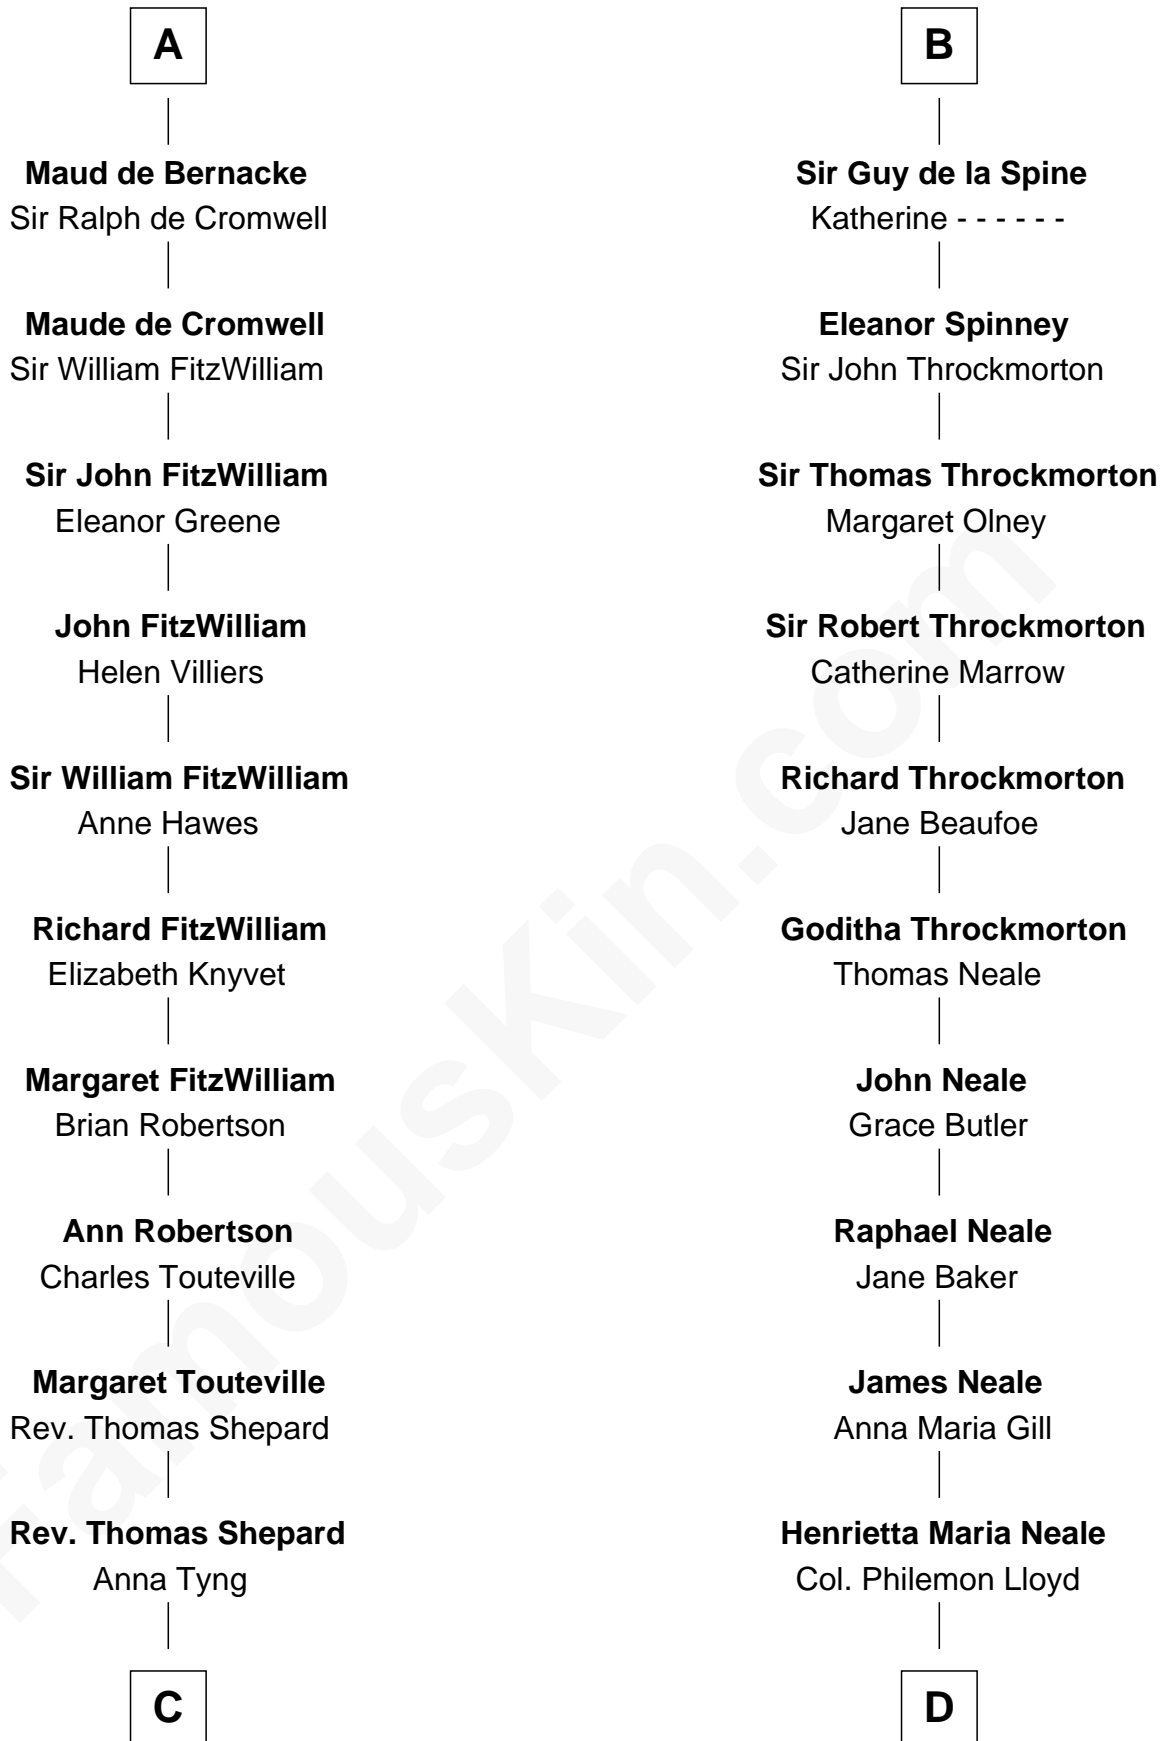 A
Maud de Bernacke
Sir Ralph de Cromwell
Maude de Cromwell
Sir William FitzWilliam
Sir John FitzWilliam
Eleanor Greene
John FitzWilliam
Helen Villiers
Sir William FitzWilliam
Anne Hawes
Richard FitzWilliam
Elizabeth Knyvet
Margaret FitzWilliam
Brian Robertson
Ann Robertson
Charles Touteville
Margaret Touteville
Rev. Thomas Shepard
Rev. Thomas Shepard
Anna Tyng
C
B
Sir Guy de la Spine
Katherine - - - - - -
Eleanor Spinney
Sir John Throckmorton
Sir Thomas Throckmorton
Margaret Olney
Sir Robert Throckmorton
Catherine Marrow
Richard Throckmorton
Jane Beaufoe
Goditha Throckmorton
Thomas Neale
John Neale
Grace Butler
Raphael Neale
Jane Baker
James Neale
Anna Maria Gill
Henrietta Maria Neale
Col. Philemon Lloyd
D
FamousKin.com